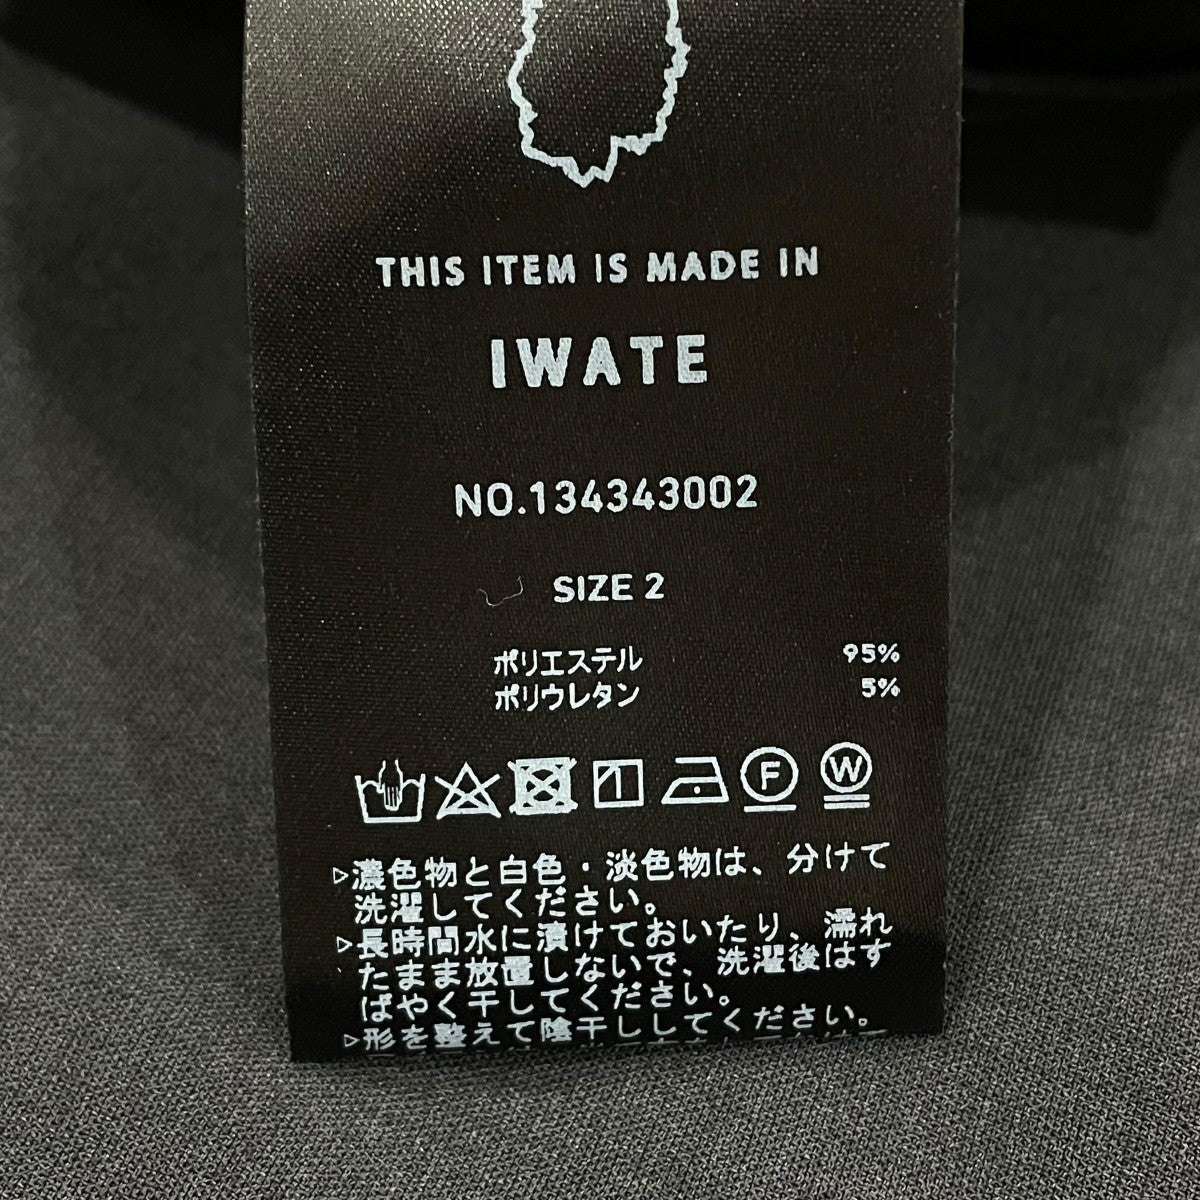 THIS ITEM IS MADE IN
IWATE
NO.134343002
SIZE 2
ポリエステル 95%
ポリウレタン 5%
F W
▷濃色物と白色・淡色物は、分けて
洗濯してください。
▷長時間水に漬けておいたり、濡れ
たまま放置しないで、洗濯後はす
ばやく干してください。
▷形を整えて陰干ししてください。